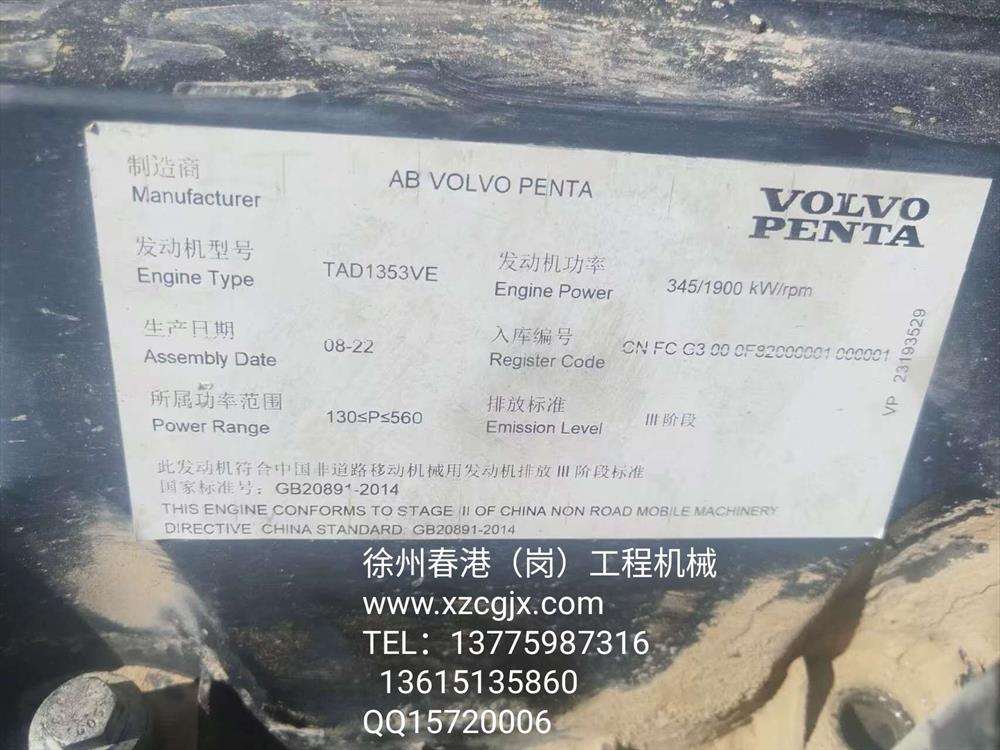 制造商
Manufacturer
AB VOLVO PENTA
VOLVO
PENTA
发动机型号
Engine Type
TAD1353VE
发动机功率
Engine Power
345/1900 kW/rpm
生产日期
Assembly Date
08-22
入库编号
Register Code
CN FC G3 00 0F82000001 000001
所属功率范围
Power Range
130≤P≤560
排放标准
Emission Level
III 阶段
VP 23193529
此发动机符合中国非道路移动机械用发动机排放 III 阶段标准
国家标准号：GB20891-2014
THIS ENGINE CONFORMS TO STAGE III OF CHINA NON ROAD MOBILE MACHINERY
DIRECTIVE CHINA STANDARD GB20891-2014
徐州春港（岗）工程机械
www.xzcgjx.com
TEL：13775987316
13615135860
QQ15720006